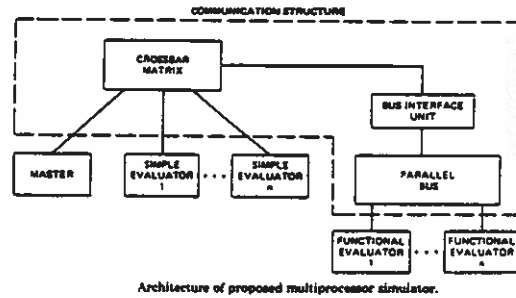 COMMUNICATION STRUCTURE
CROSSBAR
MATRIX
BUS INTERFACE
UNIT
MASTER
SIMPLE
EVALUATOR
1
...
SIMPLE
EVALUATOR
n
PARALLEL
BUS
FUNCTIONAL
EVALUATOR
1
...
FUNCTIONAL
EVALUATOR
n
Architecture of proposed multiprocessor simulator.